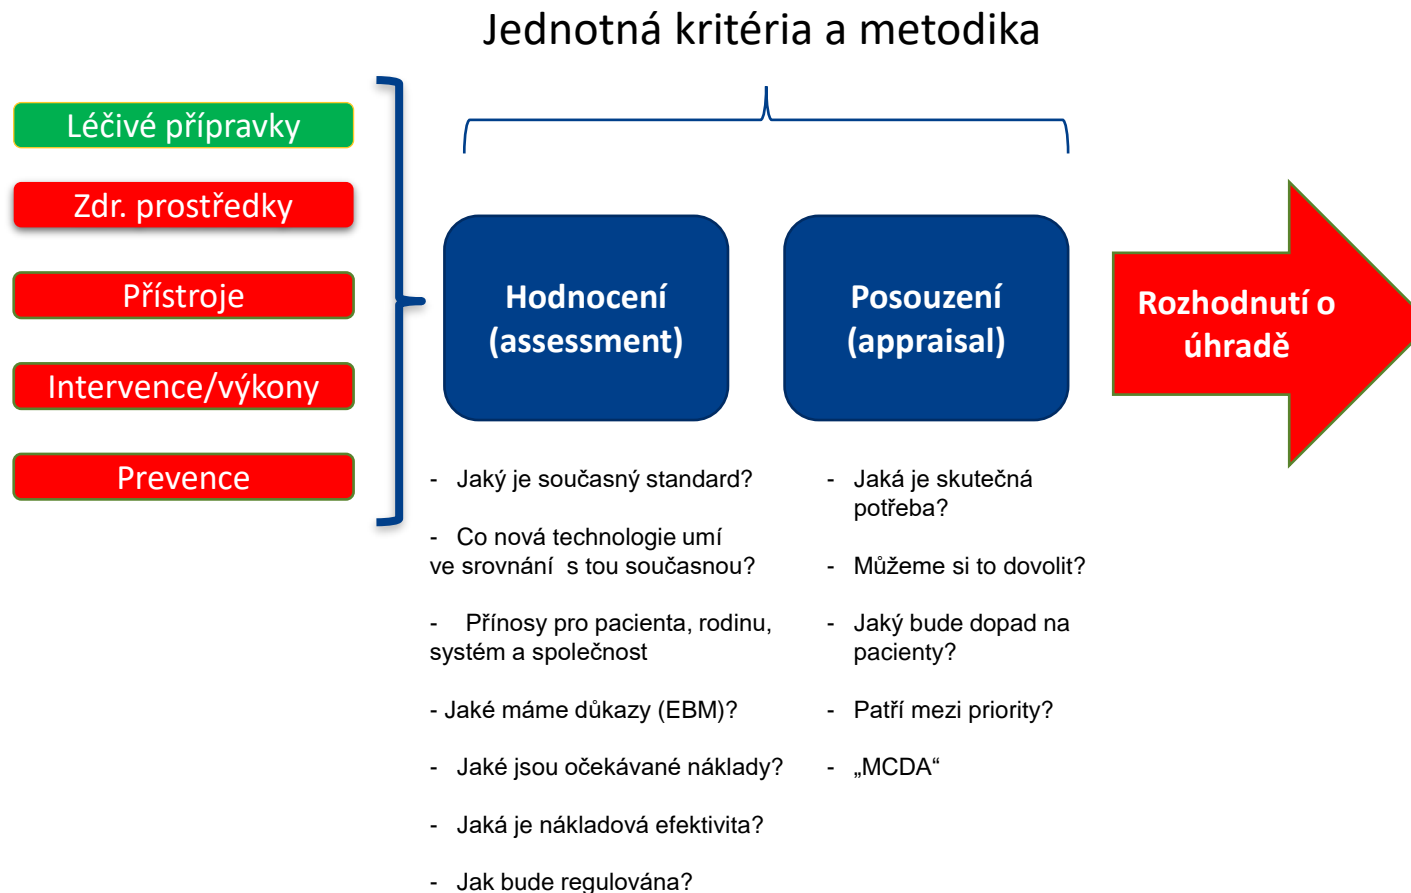 Jednotná kritéria a metodika
Léčivé přípravky
Zdr. prostředky
Přístroje
Intervence/výkony
Prevence
Hodnocení
(assessment)
Posouzení
(appraisal)
Rozhodnutí o
úhradě
- Jaký je současný standard?
- Co nová technologie umí
ve srovnání s tou současnou?
- Přínosy pro pacienta, rodinu,
systém a společnost
- Jaké máme důkazy (EBM)?
- Jaké jsou očekávané náklady?
- Jaká je nákladová efektivita?
- Jak bude regulována?
- Jaká je skutečná
potřeba?
- Můžeme si to dovolit?
- Jaký bude dopad na
pacienty?
- Patří mezi priority?
- „MCDA“